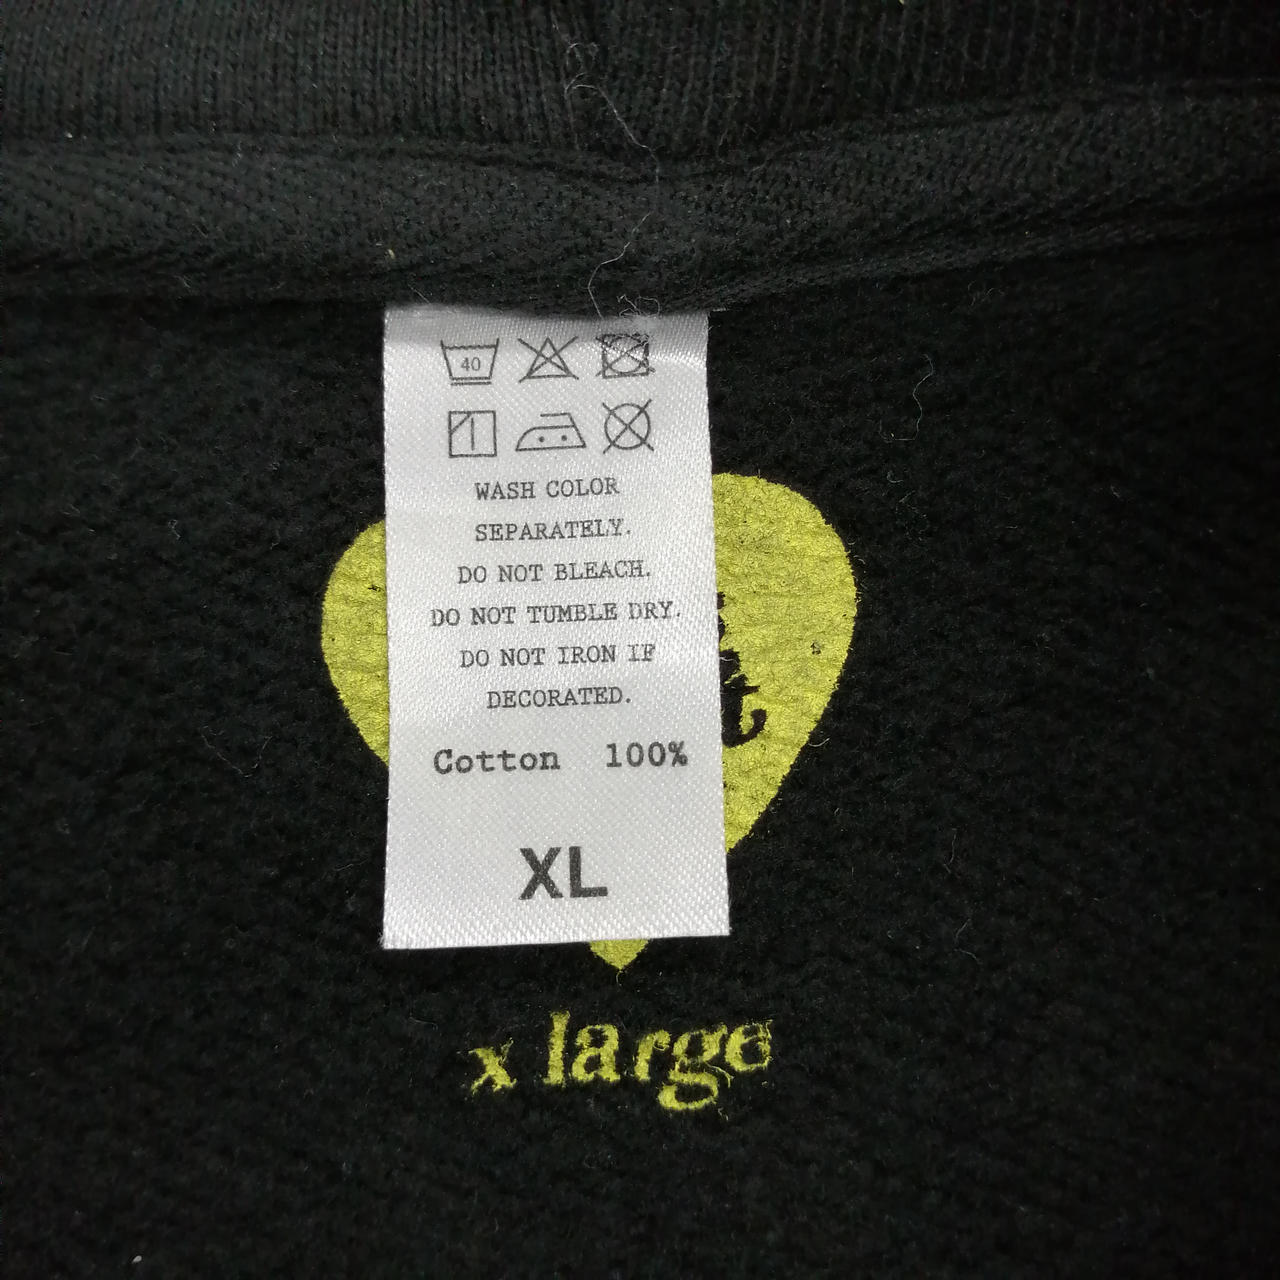 40
WASH COLOR
SEPARATELY.
DO NOT BLEACH.
DO NOT TUMBLE DRY.
DO NOT IRON IF
DECORATED.
Cotton 100%
XL
x large